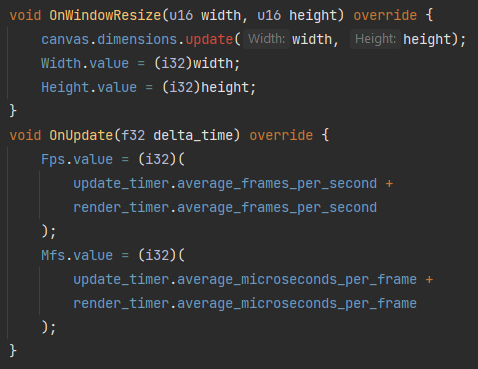 void OnWindowResize(u16 width, u16 height) override {
    canvas.dimensions.update( Width: width, Height: height);
    Width.value = (i32)width;
    Height.value = (i32)height;
}
void OnUpdate(f32 delta_time) override {
    Fps.value = (i32)(
        update_timer.average_frames_per_second +
        render_timer.average_frames_per_second
    );
    Mfs.value = (i32)(
        update_timer.average_microseconds_per_frame +
        render_timer.average_microseconds_per_frame
    );
}